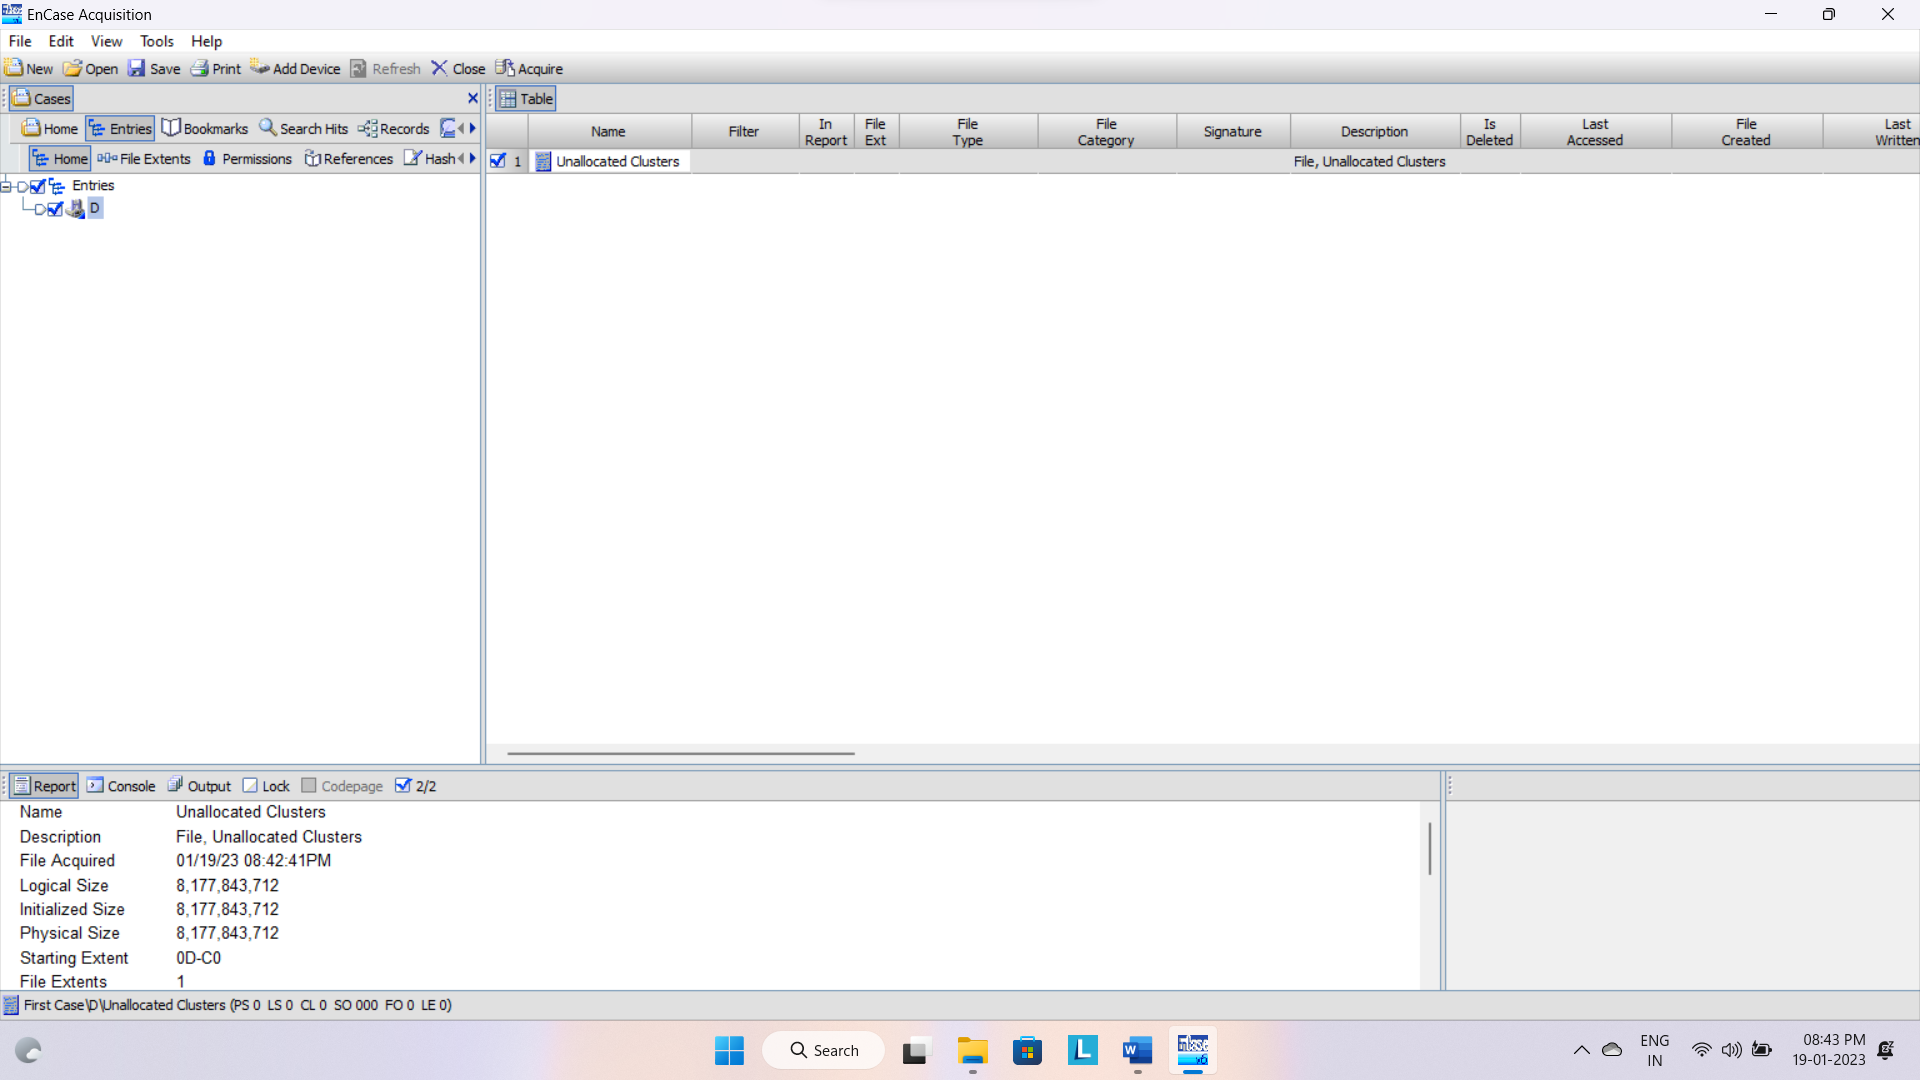 EnCase Acquisition
File Edit View Tools Help
New Open Save Print Add Device Refresh Close Acquire
Cases
Table
Home Entries Bookmarks Search Hits Records
Home File Extents Permissions References Hash
Name Filter In Report File Ext File Type File Category Signature Description Is Deleted Last Accessed File Created Last Written
1 Unallocated Clusters File, Unallocated Clusters
Entries
D
Report Console Output Lock Codepage 2/2
Name Unallocated Clusters
Description File, Unallocated Clusters
File Acquired 01/19/23 08:42:41PM
Logical Size 8,177,843,712
Initialized Size 8,177,843,712
Physical Size 8,177,843,712
Starting Extent 0D-C0
File Extents 1
First Case\D\Unallocated Clusters (PS 0 LS 0 CL 0 SO 000 FO 0 LE 0)
Search
ENG
IN
08:43 PM
19-01-2023